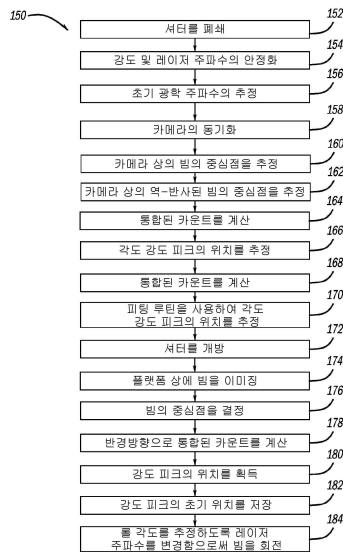 150
152
셔터를 폐쇄
154
강도 및 레이저 주파수의 안정화
156
초기 광학 주파수의 추정
158
카메라의 동기화
160
카메라 상의 빔의 중심점을 추정
162
카메라 상의 역-반사된 빔의 중심점을 추정
164
통합된 카운트를 계산
166
각도 강도 피크의 위치를 추정
168
통합된 카운트를 계산
170
피팅 루틴을 사용하여 각도
강도 피크의 위치를 추정
172
셔터를 개방
174
플랫폼 상에 빔을 이미징
176
빔의 중심점을 결정
178
반경방향으로 통합된 카운트를 계산
180
강도 피크의 위치를 획득
182
강도 피크의 초기 위치를 저장
184
롤 각도를 추정하도록 레이저
주파수를 변경함으로써 빔을 회전